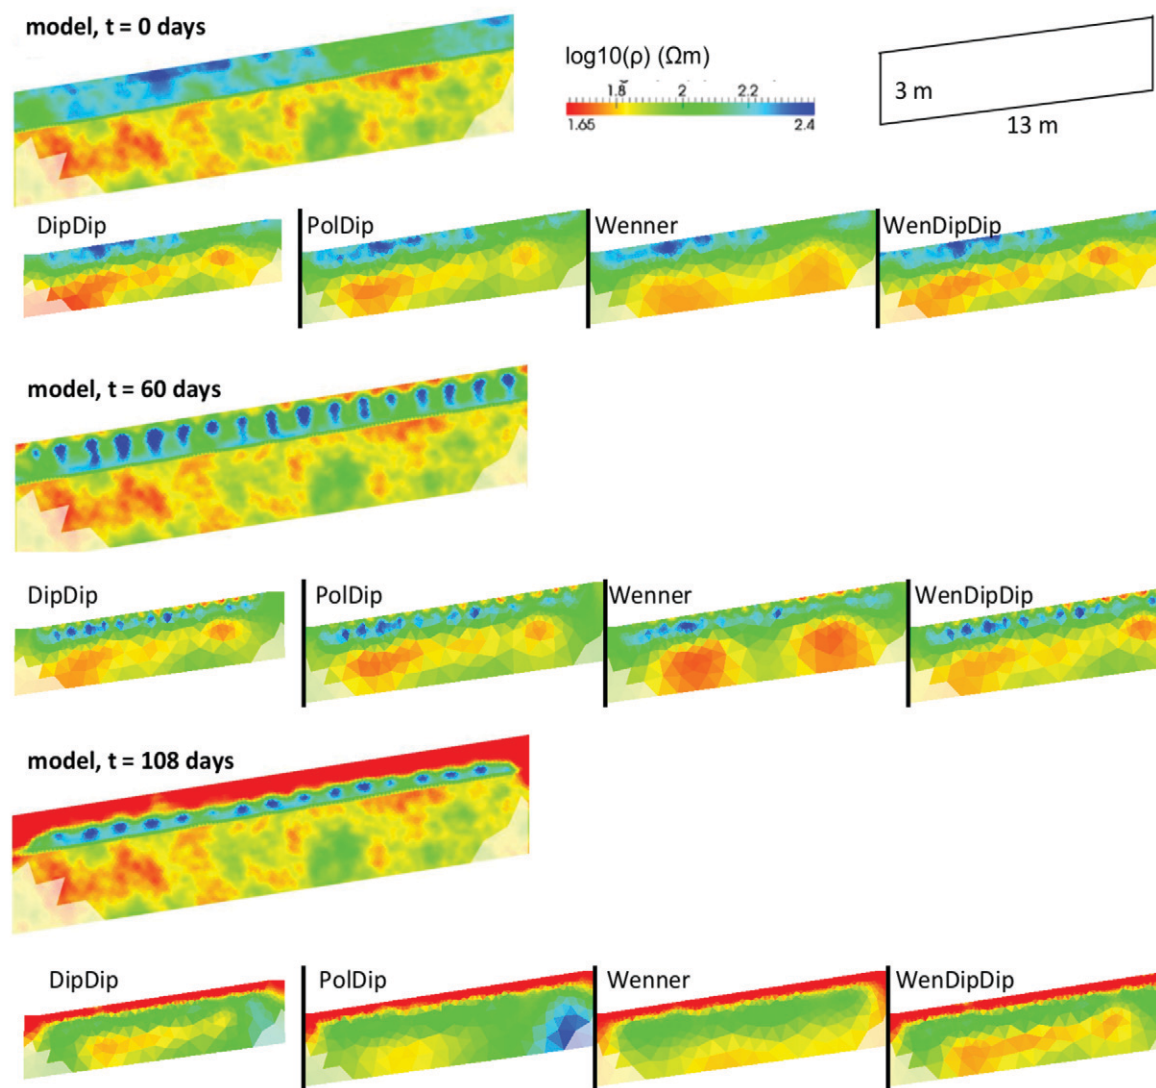 model, t = 0 days
log10(ρ) (Ωm)
1.8 2 2.2
1.65 2.4
3 m
13 m
DipDip PolDip Wenner WenDipDip
model, t = 60 days
DipDip PolDip Wenner WenDipDip
model, t = 108 days
DipDip PolDip Wenner WenDipDip